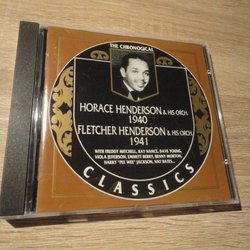 THE CHRONOGICAL
HORACE HENDERSON & HIS ORCH.
1940
FLETCHER HENDERSON & HIS ORCH.
1941
WITH FREDDY MITCHELL, RAY NANCE, DAVE YOUNG,
VIOLA JEFFERSON, EMMETT BERRY, BENNY MORTON,
HARRY "PEE WEE" JACKSON, NAT BATES...
CLASSICS